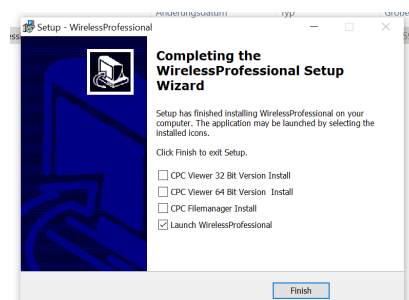 Änderungsdatum Typ Größe
Setup - WirelessProfessional
Completing the
WirelessProfessional Setup
Wizard
Setup has finished installing WirelessProfessional on your
computer. The application may be launched by selecting the
installed icons.
Click Finish to exit Setup.
CPC Viewer 32 Bit Version Install
CPC Viewer 64 Bit Version Install
CPC Filemanager Install
Launch WirelessProfessional
Finish